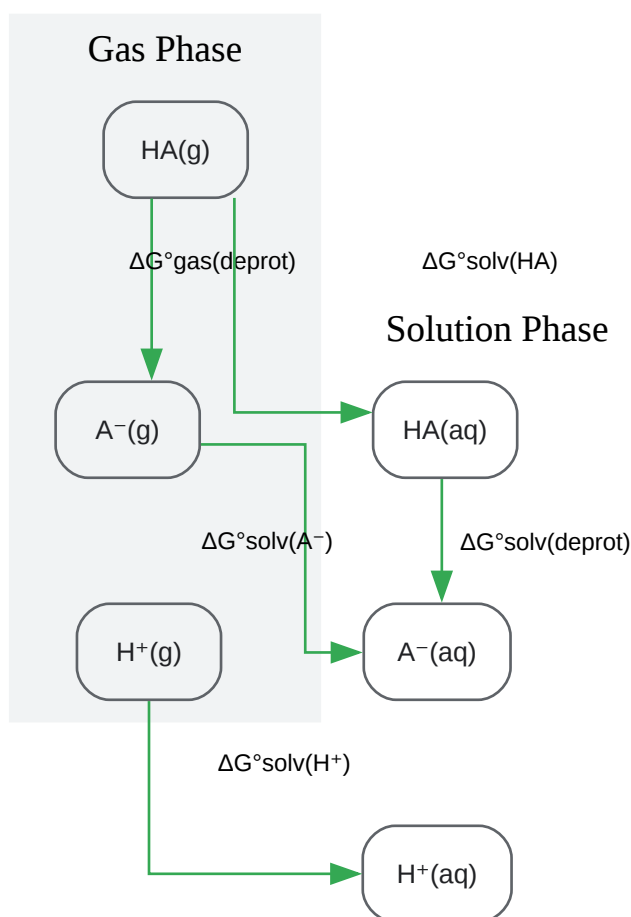 Gas Phase
HA(g)
ΔG°gas(deprot)
ΔG°solv(HA)
Solution Phase
A⁻(g)
HA(aq)
ΔG°solv(A⁻)
ΔG°solv(deprot)
H⁺(g)
A⁻(aq)
ΔG°solv(H⁺)
H⁺(aq)